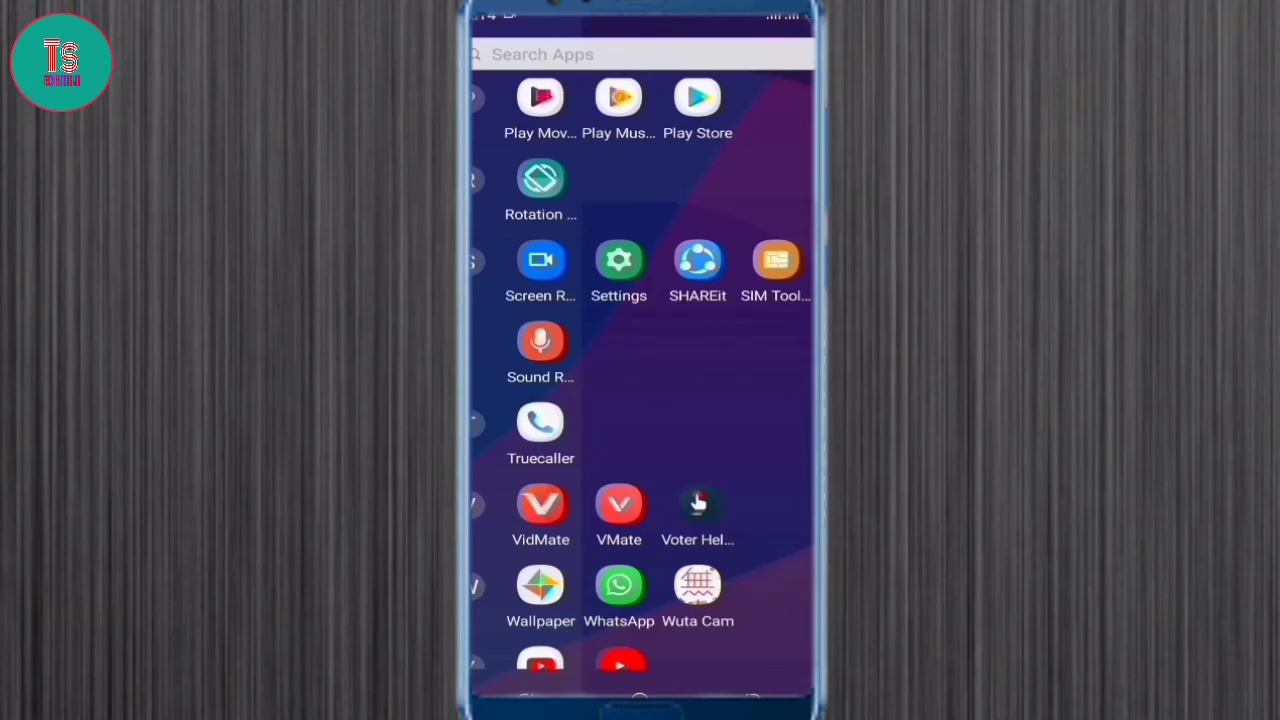 TS
Search Apps
P
Play Mov... Play Mus... Play Store
R
Rotation ...
S
Screen R... Settings SHAREit SIM Tool...
Sound R...
T
Truecaller
V
VidMate VMate Voter Hel...
W
Wallpaper WhatsApp Wuta Cam
Y